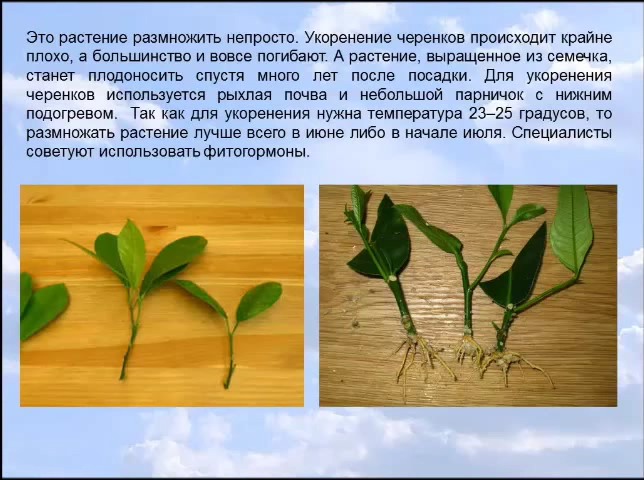 Это растение размножить непросто. Укоренение черенков происходит крайне
плохо, а большинство и вовсе погибают. А растение, выращенное из семечка,
станет плодоносить спустя много лет после посадки. Для укоренения
черенков используется рыхлая почва и небольшой парничок с нижним
подогревом. Так как для укоренения нужна температура 23–25 градусов, то
размножать растение лучше всего в июне либо в начале июля. Специалисты
советуют использовать фитогормоны.